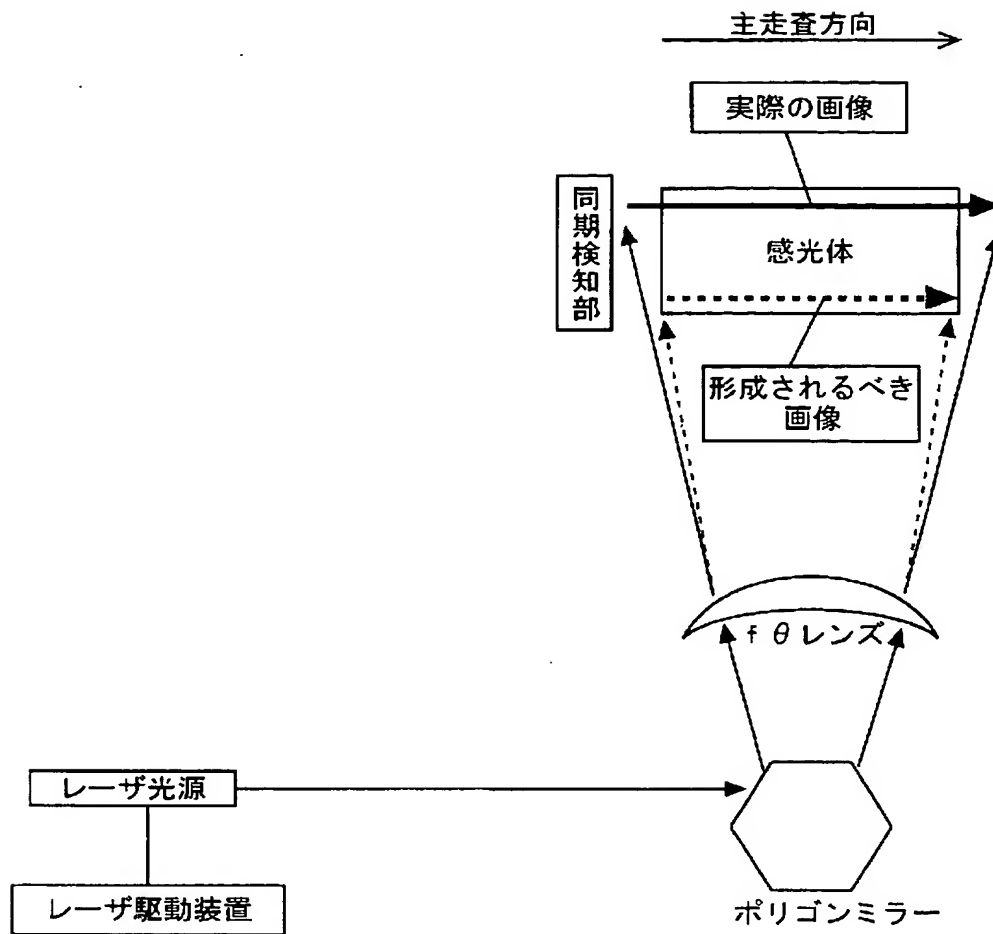 主走査方向
実際の画像
同期検知部
感光体
形成されるべき
画像
f θ レンズ
レーザ光源
レーザ駆動装置
ポリゴンミラー